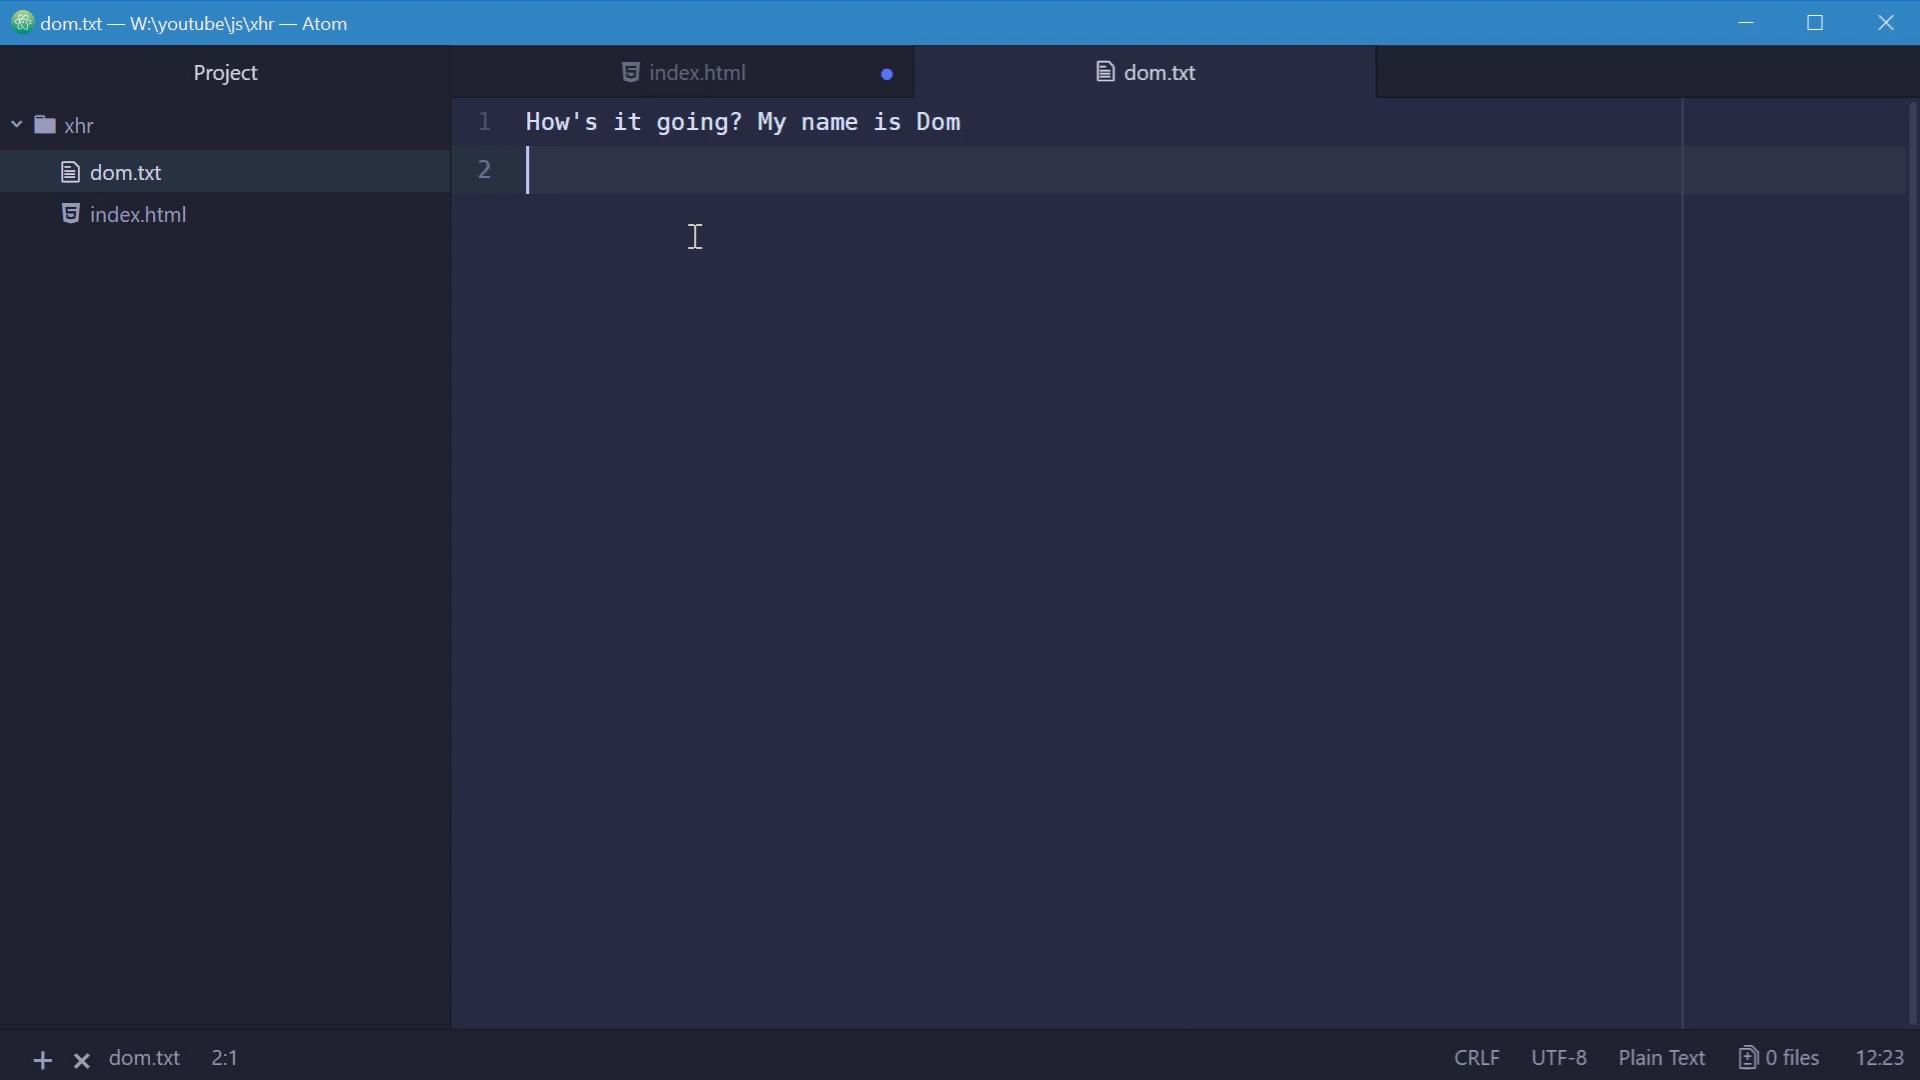 dom.txt — W:\youtube\js\xhr — Atom
Project
index.html
dom.txt
xhr
dom.txt
index.html
1 How's it going? My name is Dom
2
dom.txt 2:1
CRLF UTF-8 Plain Text 0 files 12:23